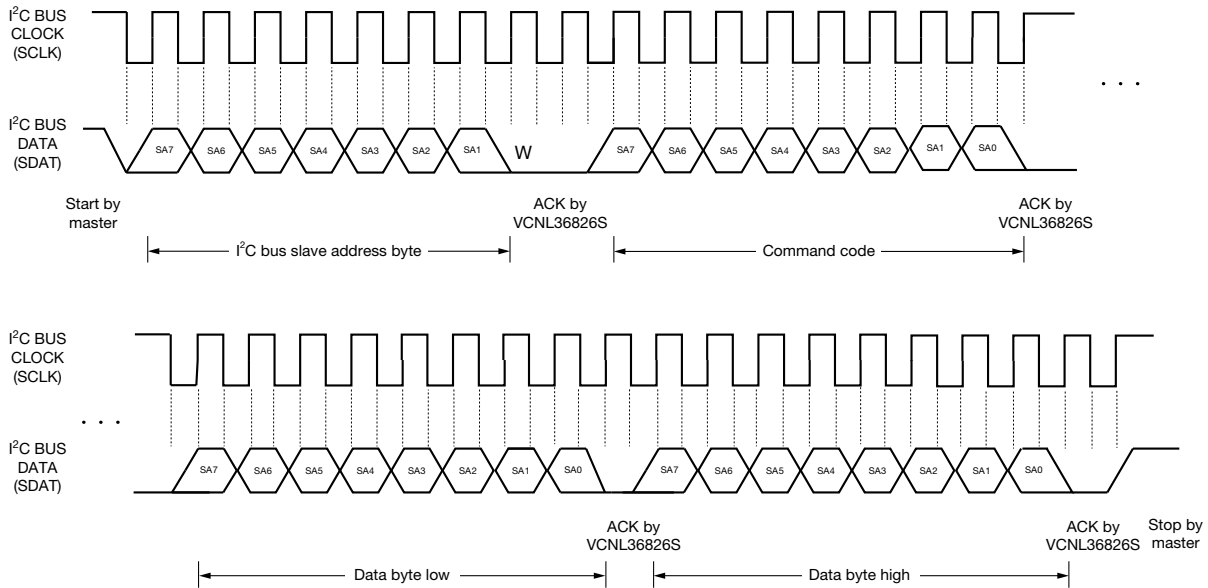 I²C BUS
CLOCK
(SCLK)
. . .
I²C BUS
DATA
(SDAT)
SA7 SA6 SA5 SA4 SA3 SA2 SA1 W SA7 SA6 SA5 SA4 SA3 SA2 SA1 SA0
Start by
master
ACK by
VCNL36826S
ACK by
VCNL36826S
I²C bus slave address byte
Command code
I²C BUS
CLOCK
(SCLK)
. . .
I²C BUS
DATA
(SDAT)
SA7 SA6 SA5 SA4 SA3 SA2 SA1 SA0 SA7 SA6 SA5 SA4 SA3 SA2 SA1 SA0
ACK by
VCNL36826S
ACK by
VCNL36826S
Stop by
master
Data byte low
Data byte high